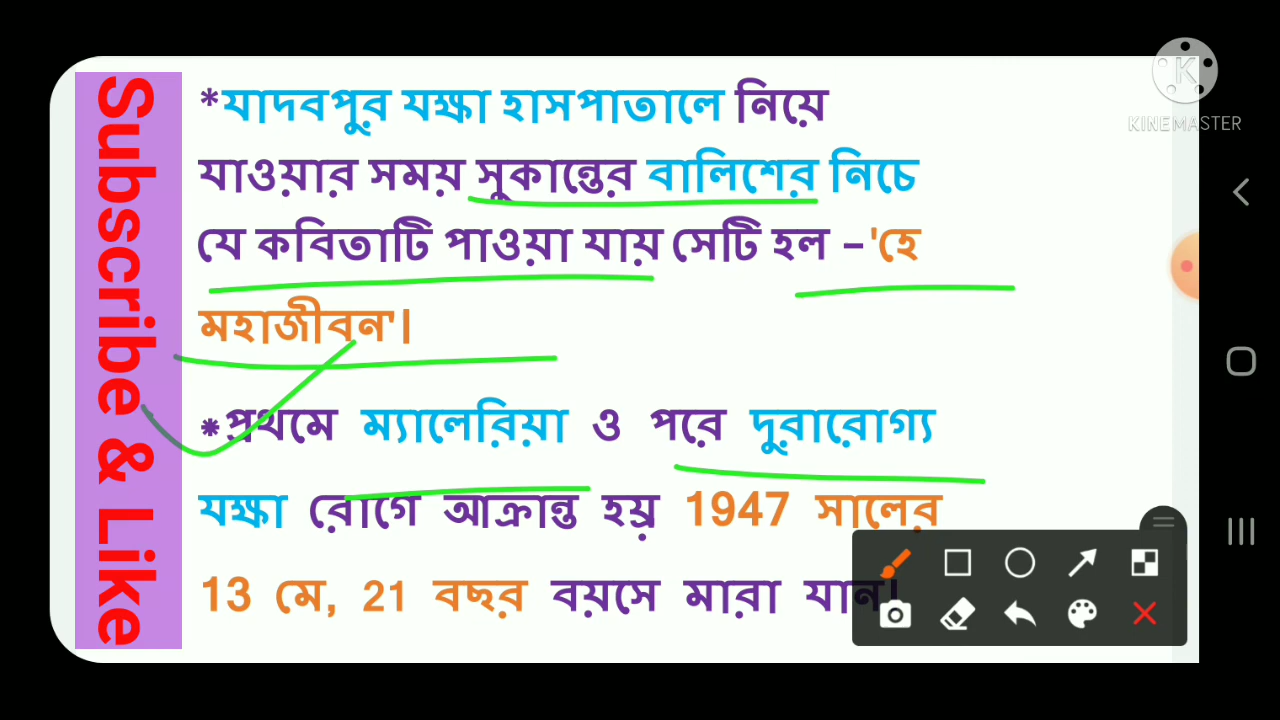 Subscribe & Like
*যাদবপুর যক্ষা হাসপাতালে নিয়ে
যাওয়ার সময় সুকান্তের বালিশের নিচে
যে কবিতাটি পাওয়া যায় সেটি হল -'হে
মহাজীবন'।
*প্রথমে ম্যালেরিয়া ও পরে দুরারোগ্য
যক্ষা রোগে আক্রান্ত হয় 1947 সালের
13 মে, 21 বছর বয়সে মারা যান।
KINEMASTER